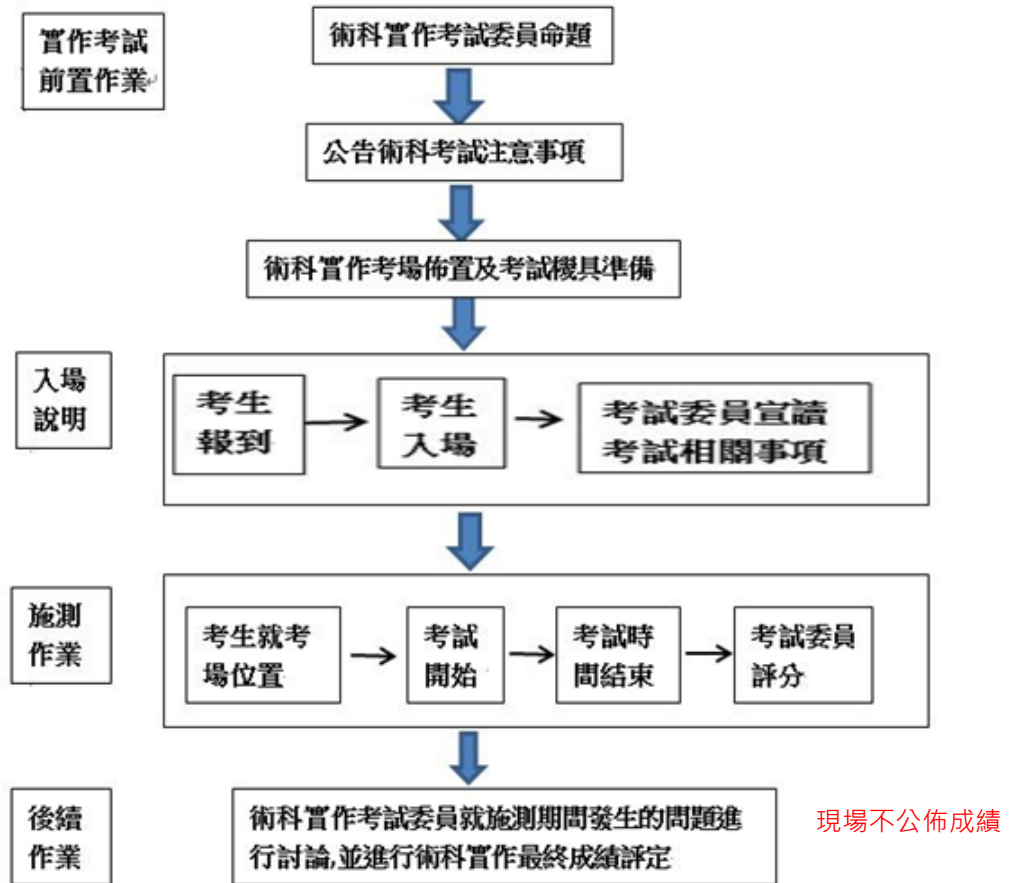 實作考試
前置作業
術科實作考試委員命題
公告術科考試注意事項
術科實作考場佈置及考試機具準備
入場
說明
考生
報到
考生
入場
考試委員宣讀
考試相關事項
施測
作業
考生就考
場位置
考試
開始
考試時
間結束
考試委員
評分
後續
作業
術科實作考試委員就施測期間發生的問題進
行討論,並進行術科實作最終成績評定
現場不公佈成績